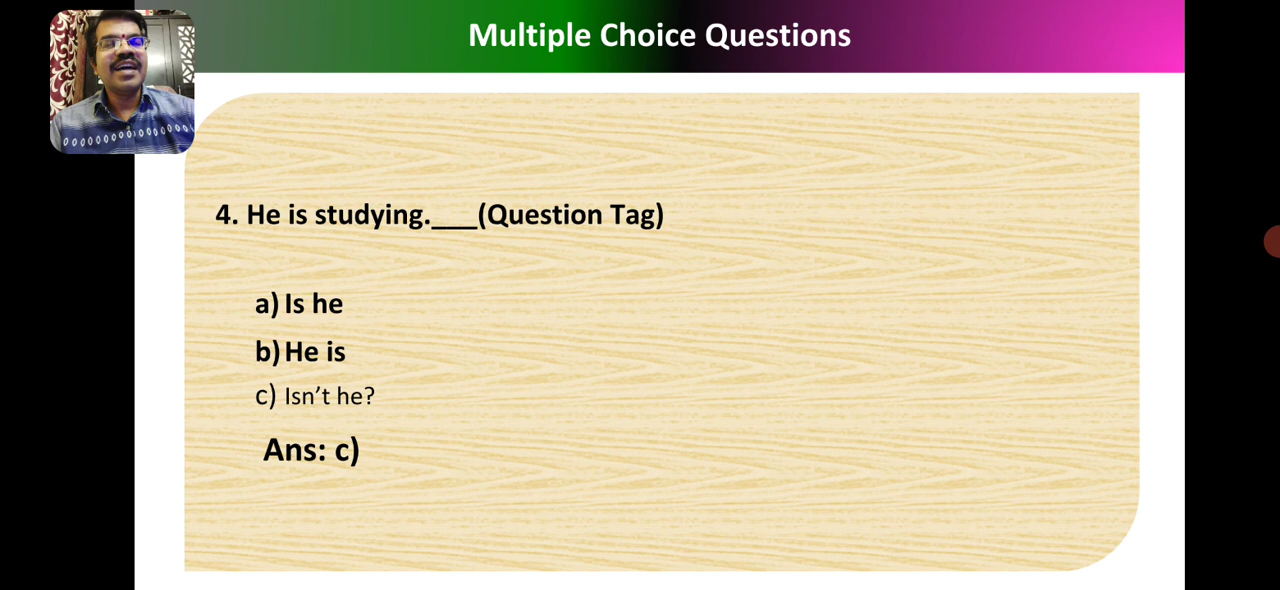 Multiple Choice Questions
4. He is studying.___(Question Tag)
a) Is he
b) He is
c) Isn’t he?
Ans: c)